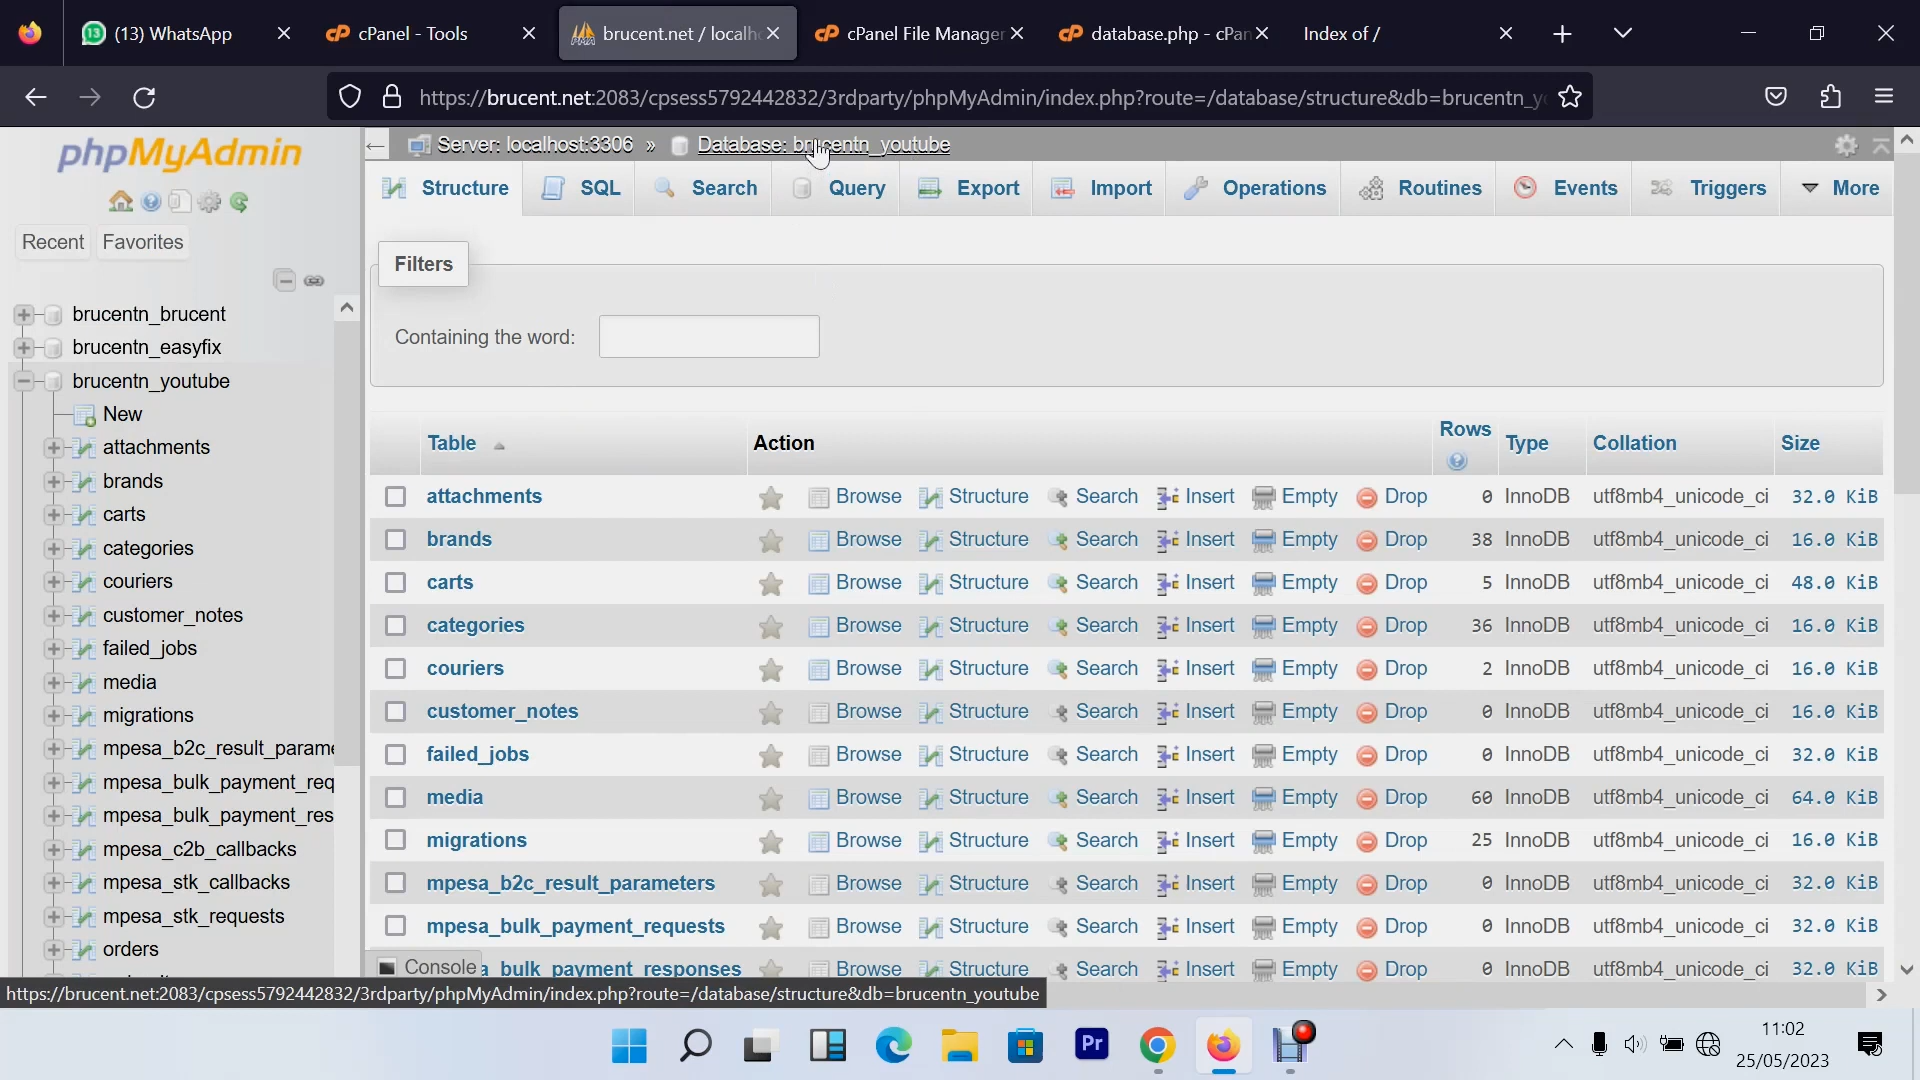 (13) WhatsApp
cPanel - Tools
brucent.net / localh
cPanel File Manager
database.php - cPan
Index of /
https://brucent.net:2083/cpsess5792442832/3rdparty/phpMyAdmin/index.php?route=/database/structure&db=brucentn_y
phpMyAdmin
Recent
Favorites
brucentn_brucent
brucentn_easyfix
brucentn_youtube
New
attachments
brands
carts
categories
couriers
customer_notes
failed_jobs
media
migrations
mpesa_b2c_result_parame
mpesa_bulk_payment_req
mpesa_bulk_payment_res
mpesa_c2b_callbacks
mpesa_stk_callbacks
mpesa_stk_requests
orders
Server: localhost:3306 » Database: brucentn_youtube
Structure SQL Search Query Export Import Operations Routines Events Triggers More
Filters
Containing the word:
Table Action Rows Type Collation Size
attachments Browse Structure Search Insert Empty Drop 0 InnoDB utf8mb4_unicode_ci 32.0 KiB
brands Browse Structure Search Insert Empty Drop 38 InnoDB utf8mb4_unicode_ci 16.0 KiB
carts Browse Structure Search Insert Empty Drop 5 InnoDB utf8mb4_unicode_ci 48.0 KiB
categories Browse Structure Search Insert Empty Drop 36 InnoDB utf8mb4_unicode_ci 16.0 KiB
couriers Browse Structure Search Insert Empty Drop 2 InnoDB utf8mb4_unicode_ci 16.0 KiB
customer_notes Browse Structure Search Insert Empty Drop 0 InnoDB utf8mb4_unicode_ci 16.0 KiB
failed_jobs Browse Structure Search Insert Empty Drop 0 InnoDB utf8mb4_unicode_ci 32.0 KiB
media Browse Structure Search Insert Empty Drop 60 InnoDB utf8mb4_unicode_ci 64.0 KiB
migrations Browse Structure Search Insert Empty Drop 25 InnoDB utf8mb4_unicode_ci 16.0 KiB
mpesa_b2c_result_parameters Browse Structure Search Insert Empty Drop 0 InnoDB utf8mb4_unicode_ci 32.0 KiB
mpesa_bulk_payment_requests Browse Structure Search Insert Empty Drop 0 InnoDB utf8mb4_unicode_ci 32.0 KiB
Console a_bulk_payment_responses Browse Structure Search Insert Empty Drop 0 InnoDB utf8mb4_unicode_ci 32.0 KiB
https://brucent.net:2083/cpsess5792442832/3rdparty/phpMyAdmin/index.php?route=/database/structure&db=brucentn_youtube
Pr
11:02
25/05/2023